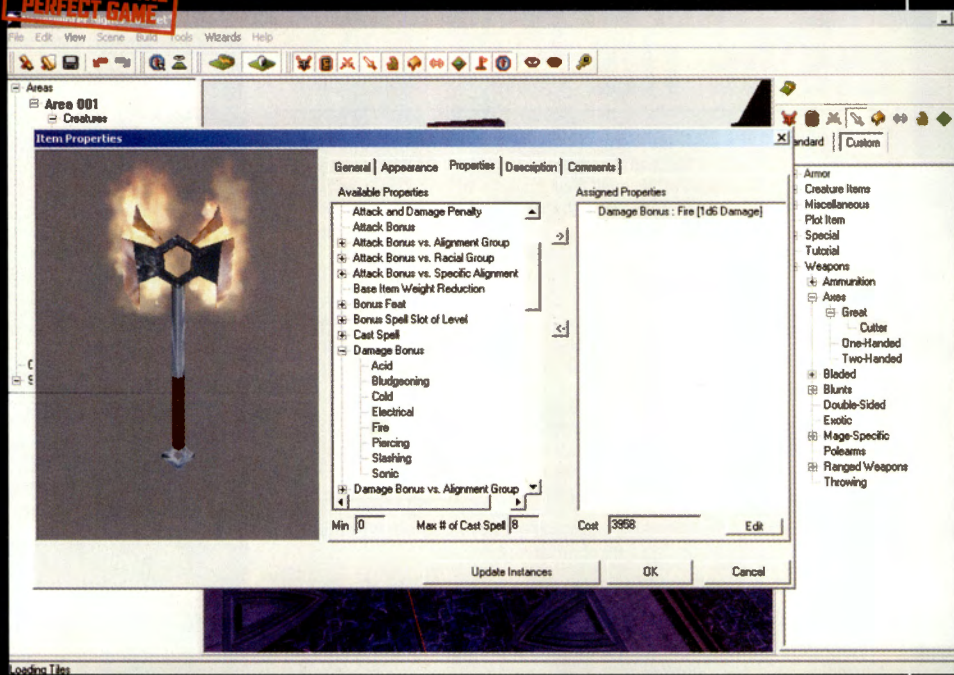 PERFECT GAME
File Edit View Scene Build Tools Wizards Help
Areas
Area 001
Creatures
Item Properties
General Appearance Properties Description Comments
Available Properties
Attack and Damage Penalty
Attack Bonus
Attack Bonus vs. Alignment Group
Attack Bonus vs. Racial Group
Attack Bonus vs. Specific Alignment
Base Item Weight Reduction
Bonus Feat
Bonus Spell Slot of Level
Cast Spell
Damage Bonus
Acid
Bludgeoning
Cold
Electrical
Fire
Piercing
Slashing
Sonic
Damage Bonus vs. Alignment Group
Min 0 Max # of Cast Spell 8
Assigned Properties
Damage Bonus : Fire [1d6 Damage]
Cost 3958 Edit
Update Instances OK Cancel
Custom
Armor
Creature Items
Miscellaneous
Plot Item
Special
Tutorial
Weapons
Ammunition
Axes
Great
Cutter
One-Handed
Two-Handed
Bladed
Blunts
Double-Sided
Exotic
Mage-Specific
Polearms
Ranged Weapons
Throwing
Loading Tiles